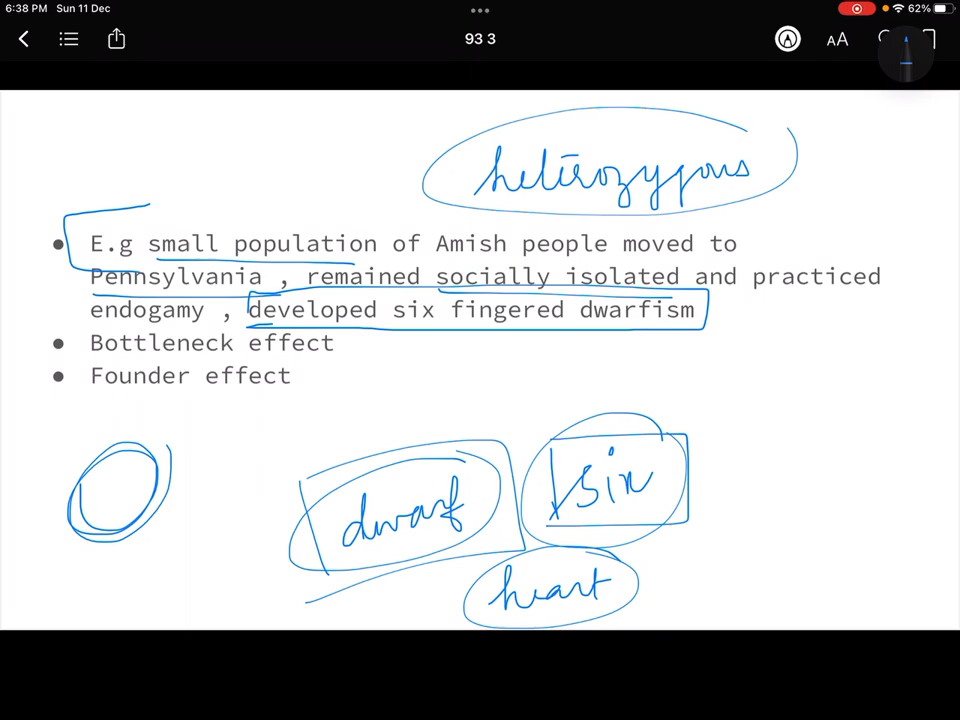 6:38 PM Sun 11 Dec
62%
93 3
AA
heterozygous
• E.g small population of Amish people moved to
Pennsylvania , remained socially isolated and practiced
endogamy , developed six fingered dwarfism
• Bottleneck effect
• Founder effect
dwarf
six
heart